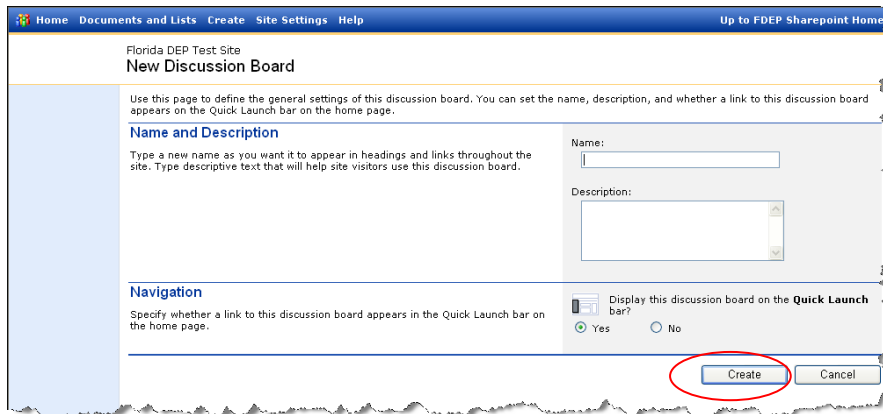 Home Documents and Lists Create Site Settings Help Up to FDEP Sharepoint Home
Florida DEP Test Site
New Discussion Board
Use this page to define the general settings of this discussion board. You can set the name, description, and whether a link to this discussion board
appears on the Quick Launch bar on the home page.
Name and Description
Type a new name as you want it to appear in headings and links throughout the
site. Type descriptive text that will help site visitors use this discussion board.
Name:
Description:
Navigation
Specify whether a link to this discussion board appears in the Quick Launch bar on
the home page.
Display this discussion board on the Quick Launch
bar?
Yes No
Create Cancel